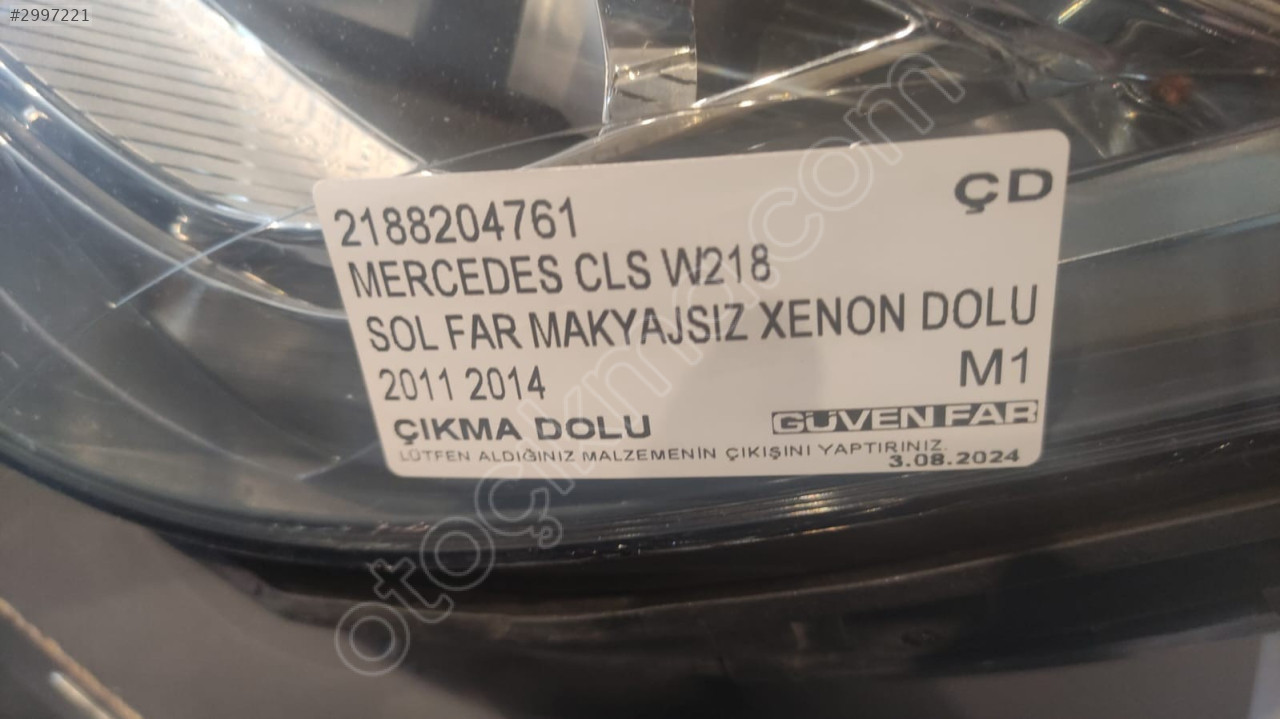 #2997221
ÇD
2188204761
MERCEDES CLS W218
SOL FAR MAKYAJSIZ XENON DOLU
2011 2014
M1
ÇIKMA DOLU
GÜVEN FAR
LÜTFEN ALDIĞINIZ MALZEMENİN ÇIKIŞINI YAPTIRINIZ.
3.08.2024
otoçıkma.com